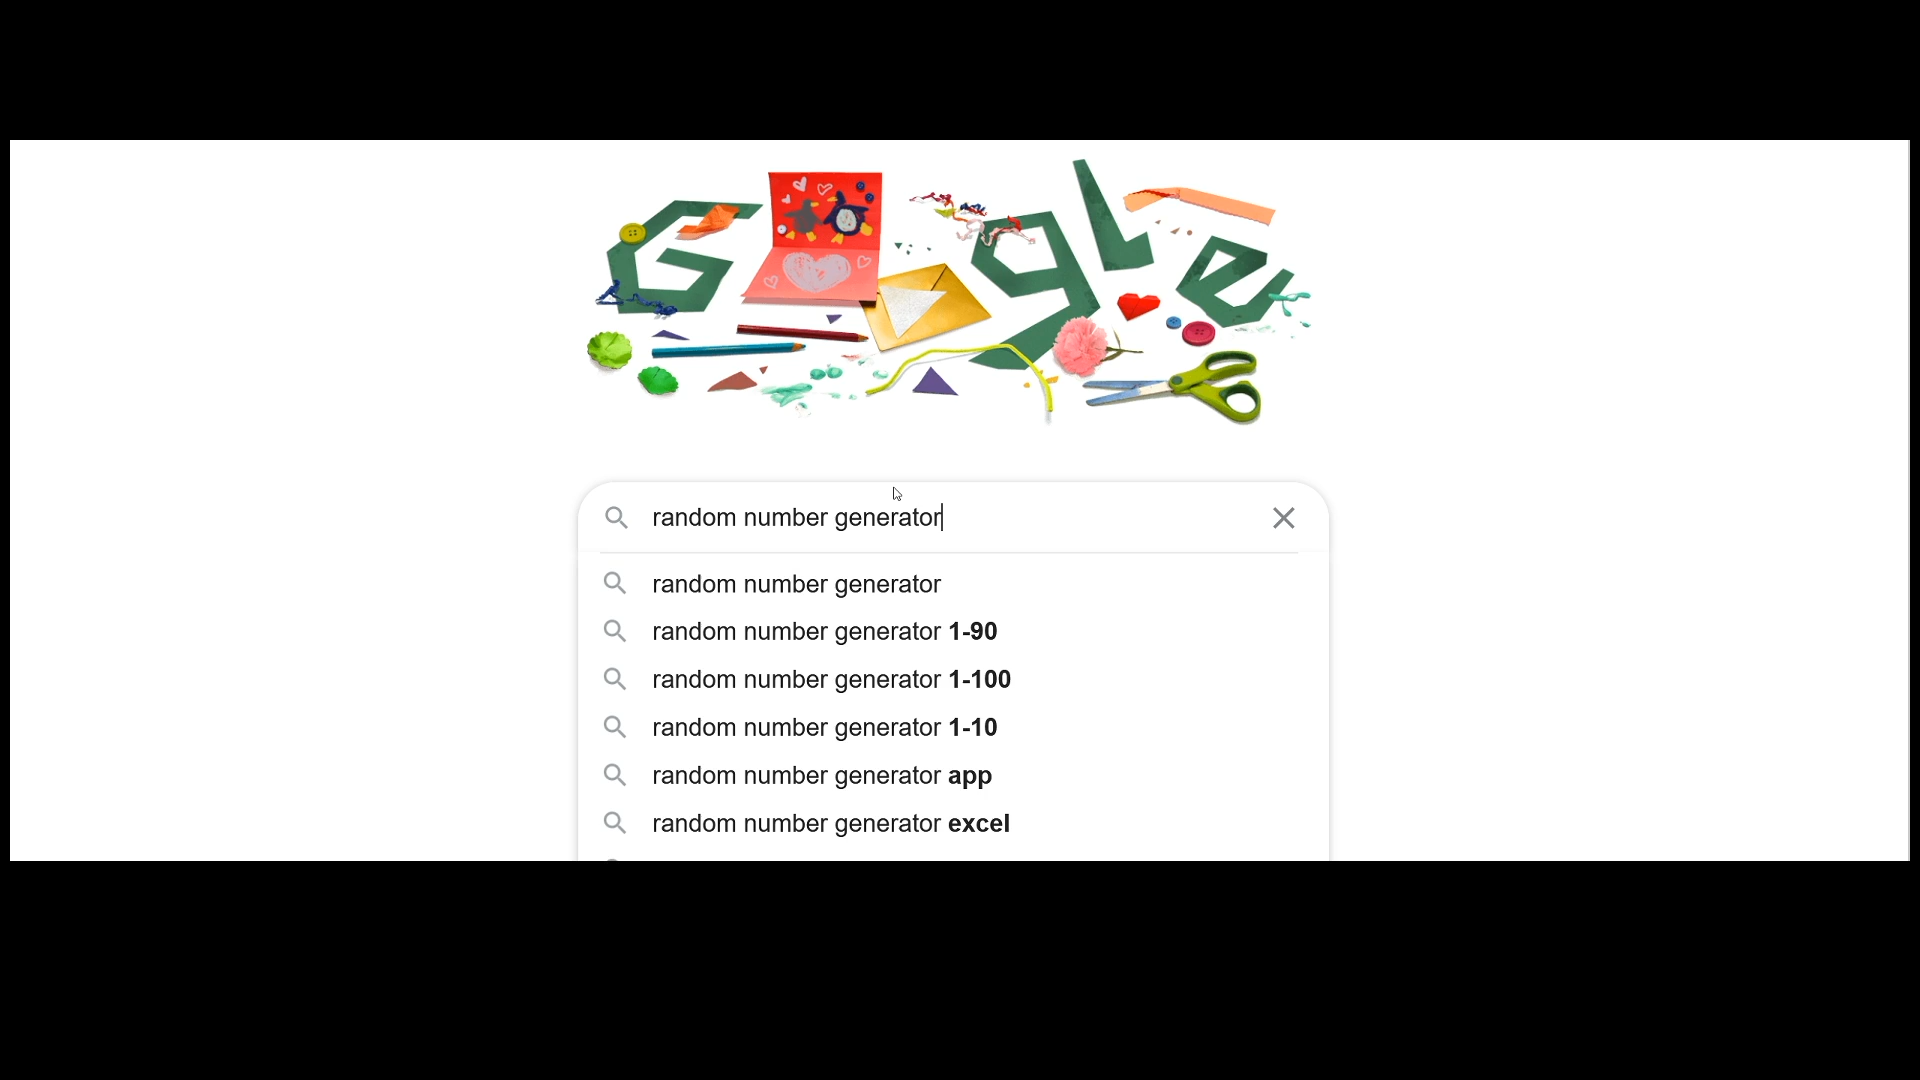 Google
random number generator
random number generator
random number generator 1-90
random number generator 1-100
random number generator 1-10
random number generator app
random number generator excel